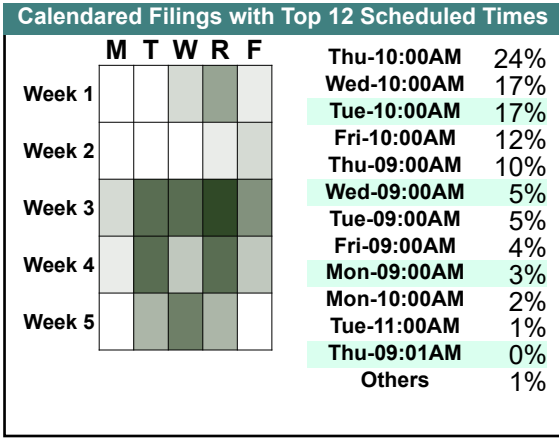 Calendared Filings with Top 12 Scheduled Times
M T W R F
Week 1
Week 2
Week 3
Week 4
Week 5
Thu-10:00AM 24%
Wed-10:00AM 17%
Tue-10:00AM 17%
Fri-10:00AM 12%
Thu-09:00AM 10%
Wed-09:00AM 5%
Tue-09:00AM 5%
Fri-09:00AM 4%
Mon-09:00AM 3%
Mon-10:00AM 2%
Tue-11:00AM 1%
Thu-09:01AM 0%
Others 1%